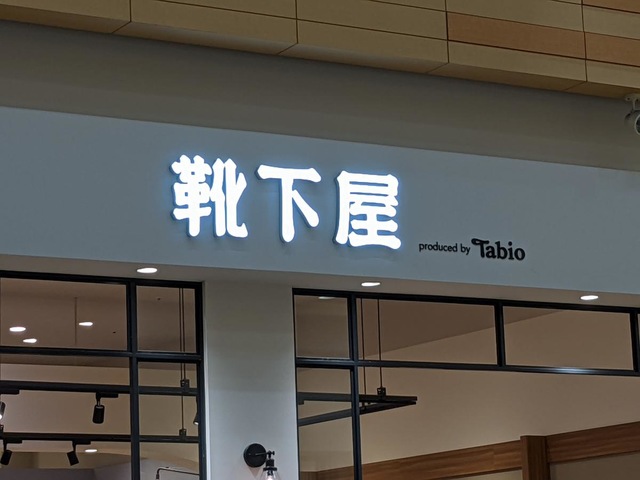 靴下屋
produced by Tabio